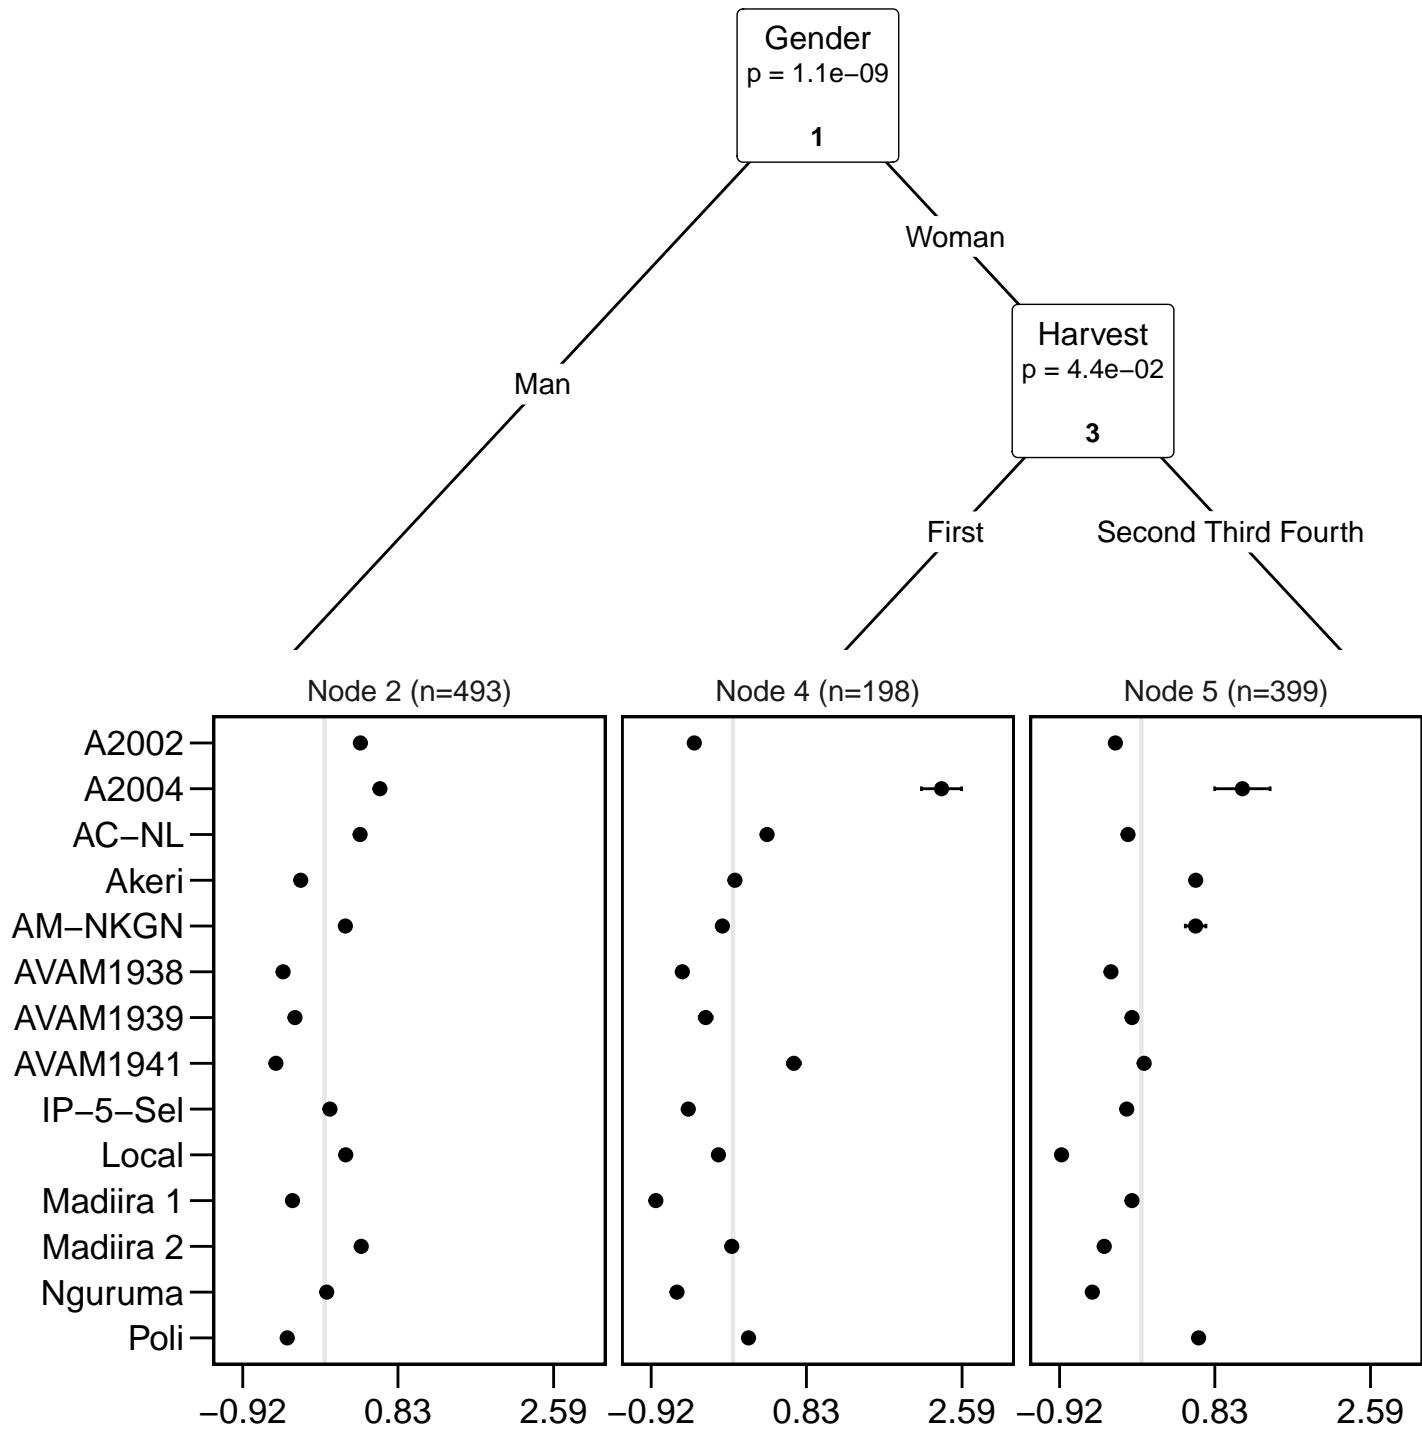 Gender
p = 1.1e−09
1
Woman
Harvest
p = 4.4e−02
3
Man
First
Second Third Fourth
Node 2 (n=493)
Node 4 (n=198)
Node 5 (n=399)
A2002
A2004
AC−NL
Akeri
AM−NKGN
AVAM1938
AVAM1939
AVAM1941
IP−5−Sel
Local
Madiira 1
Madiira 2
Nguruma
Poli
−0.92 0.83 2.59 −0.92 0.83 2.59 −0.92 0.83 2.59